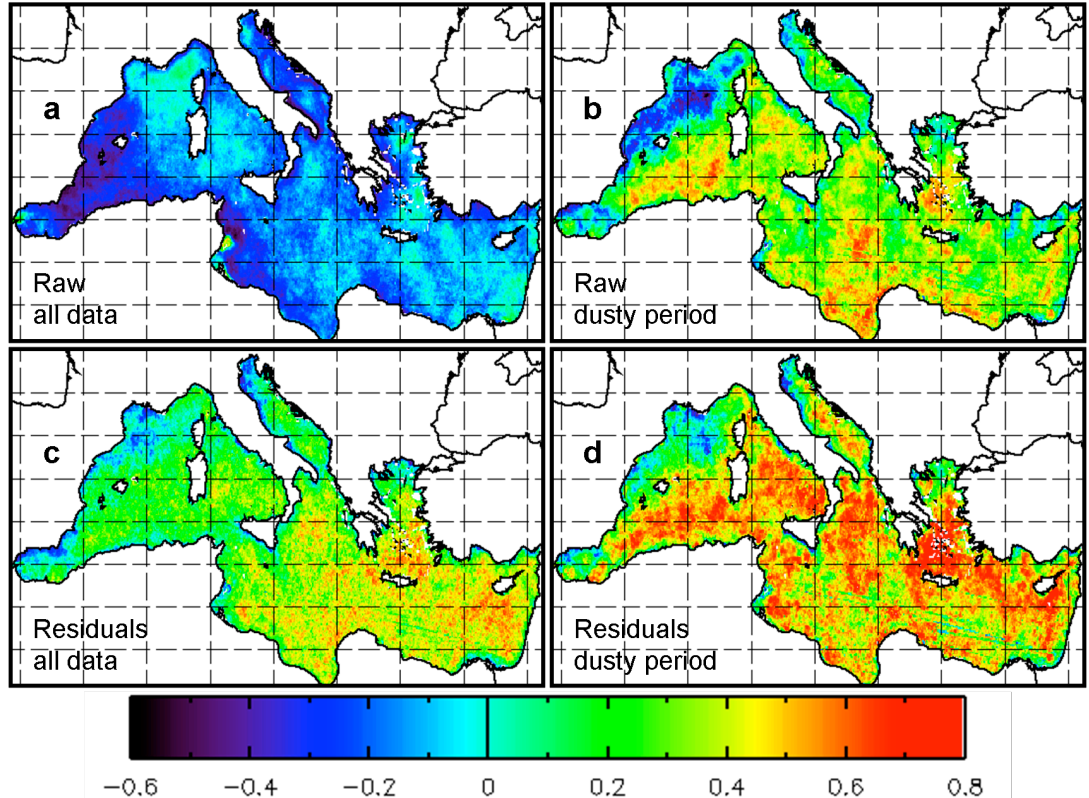 a
Raw
all data
b
Raw
dusty period
c
Residuals
all data
d
Residuals
dusty period
−0.6 −0.4 −0.2 0 0.2 0.4 0.6 0.8